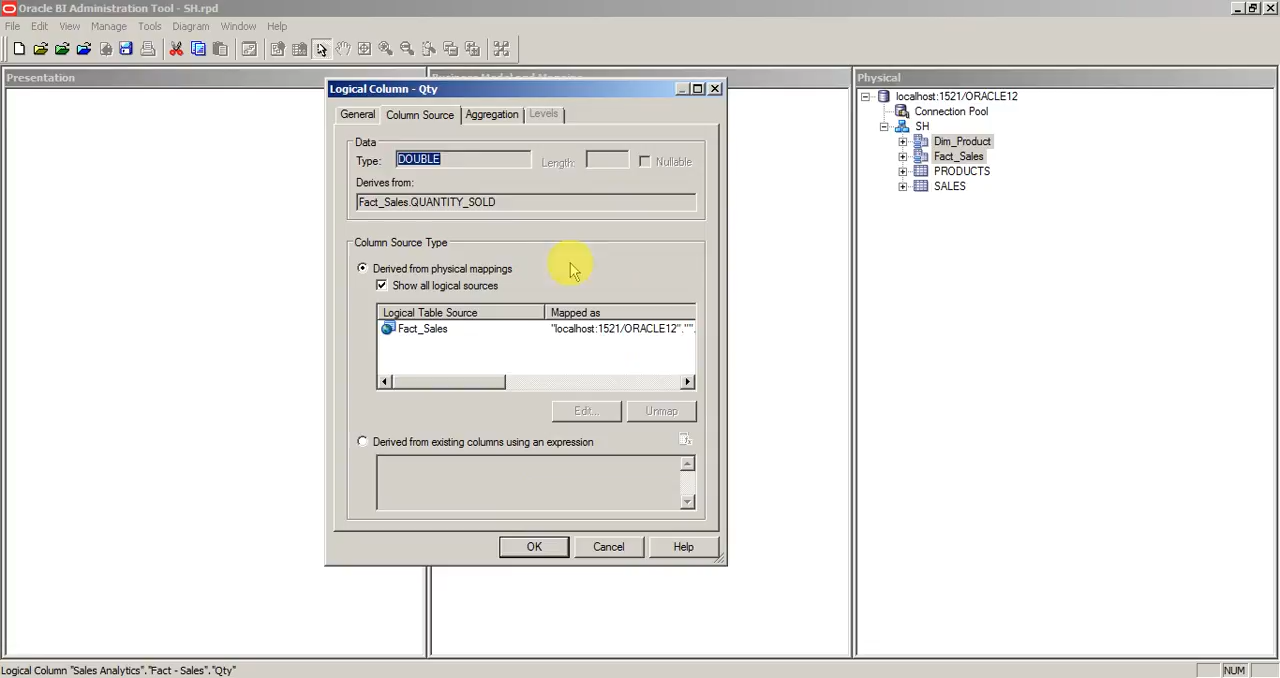 Oracle BI Administration Tool - SH.rpd
File Edit View Manage Tools Diagram Window Help
Presentation
Physical
Logical Column - Qty
General Column Source Aggregation Levels
Data
Type: DOUBLE Length: Nullable
Derives from:
Fact_Sales.QUANTITY_SOLD
Column Source Type
Derived from physical mappings
Show all logical sources
Logical Table Source Mapped as
Fact_Sales "localhost:1521/ORACLE12"."".
Edit... Unmap
Derived from existing columns using an expression
OK Cancel Help
localhost:1521/ORACLE12
Connection Pool
SH
Dim_Product
Fact_Sales
PRODUCTS
SALES
Logical Column "Sales Analytics"."Fact - Sales"."Qty"
NUM